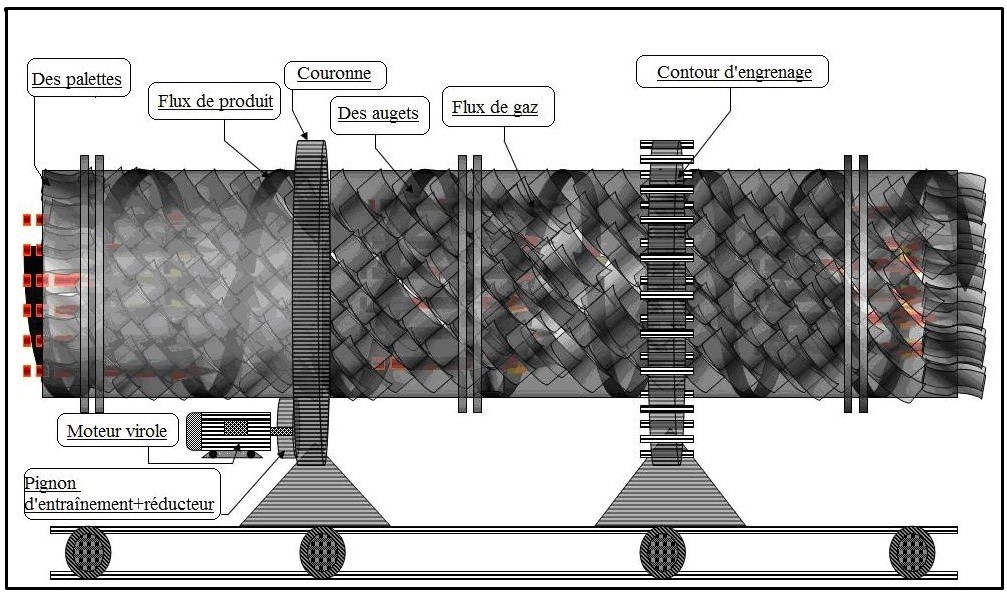 Des palettes
Flux de produit
Couronne
Des augets
Flux de gaz
Contour d'engrenage
Moteur virole
Pignon
d'entraînement+réducteur